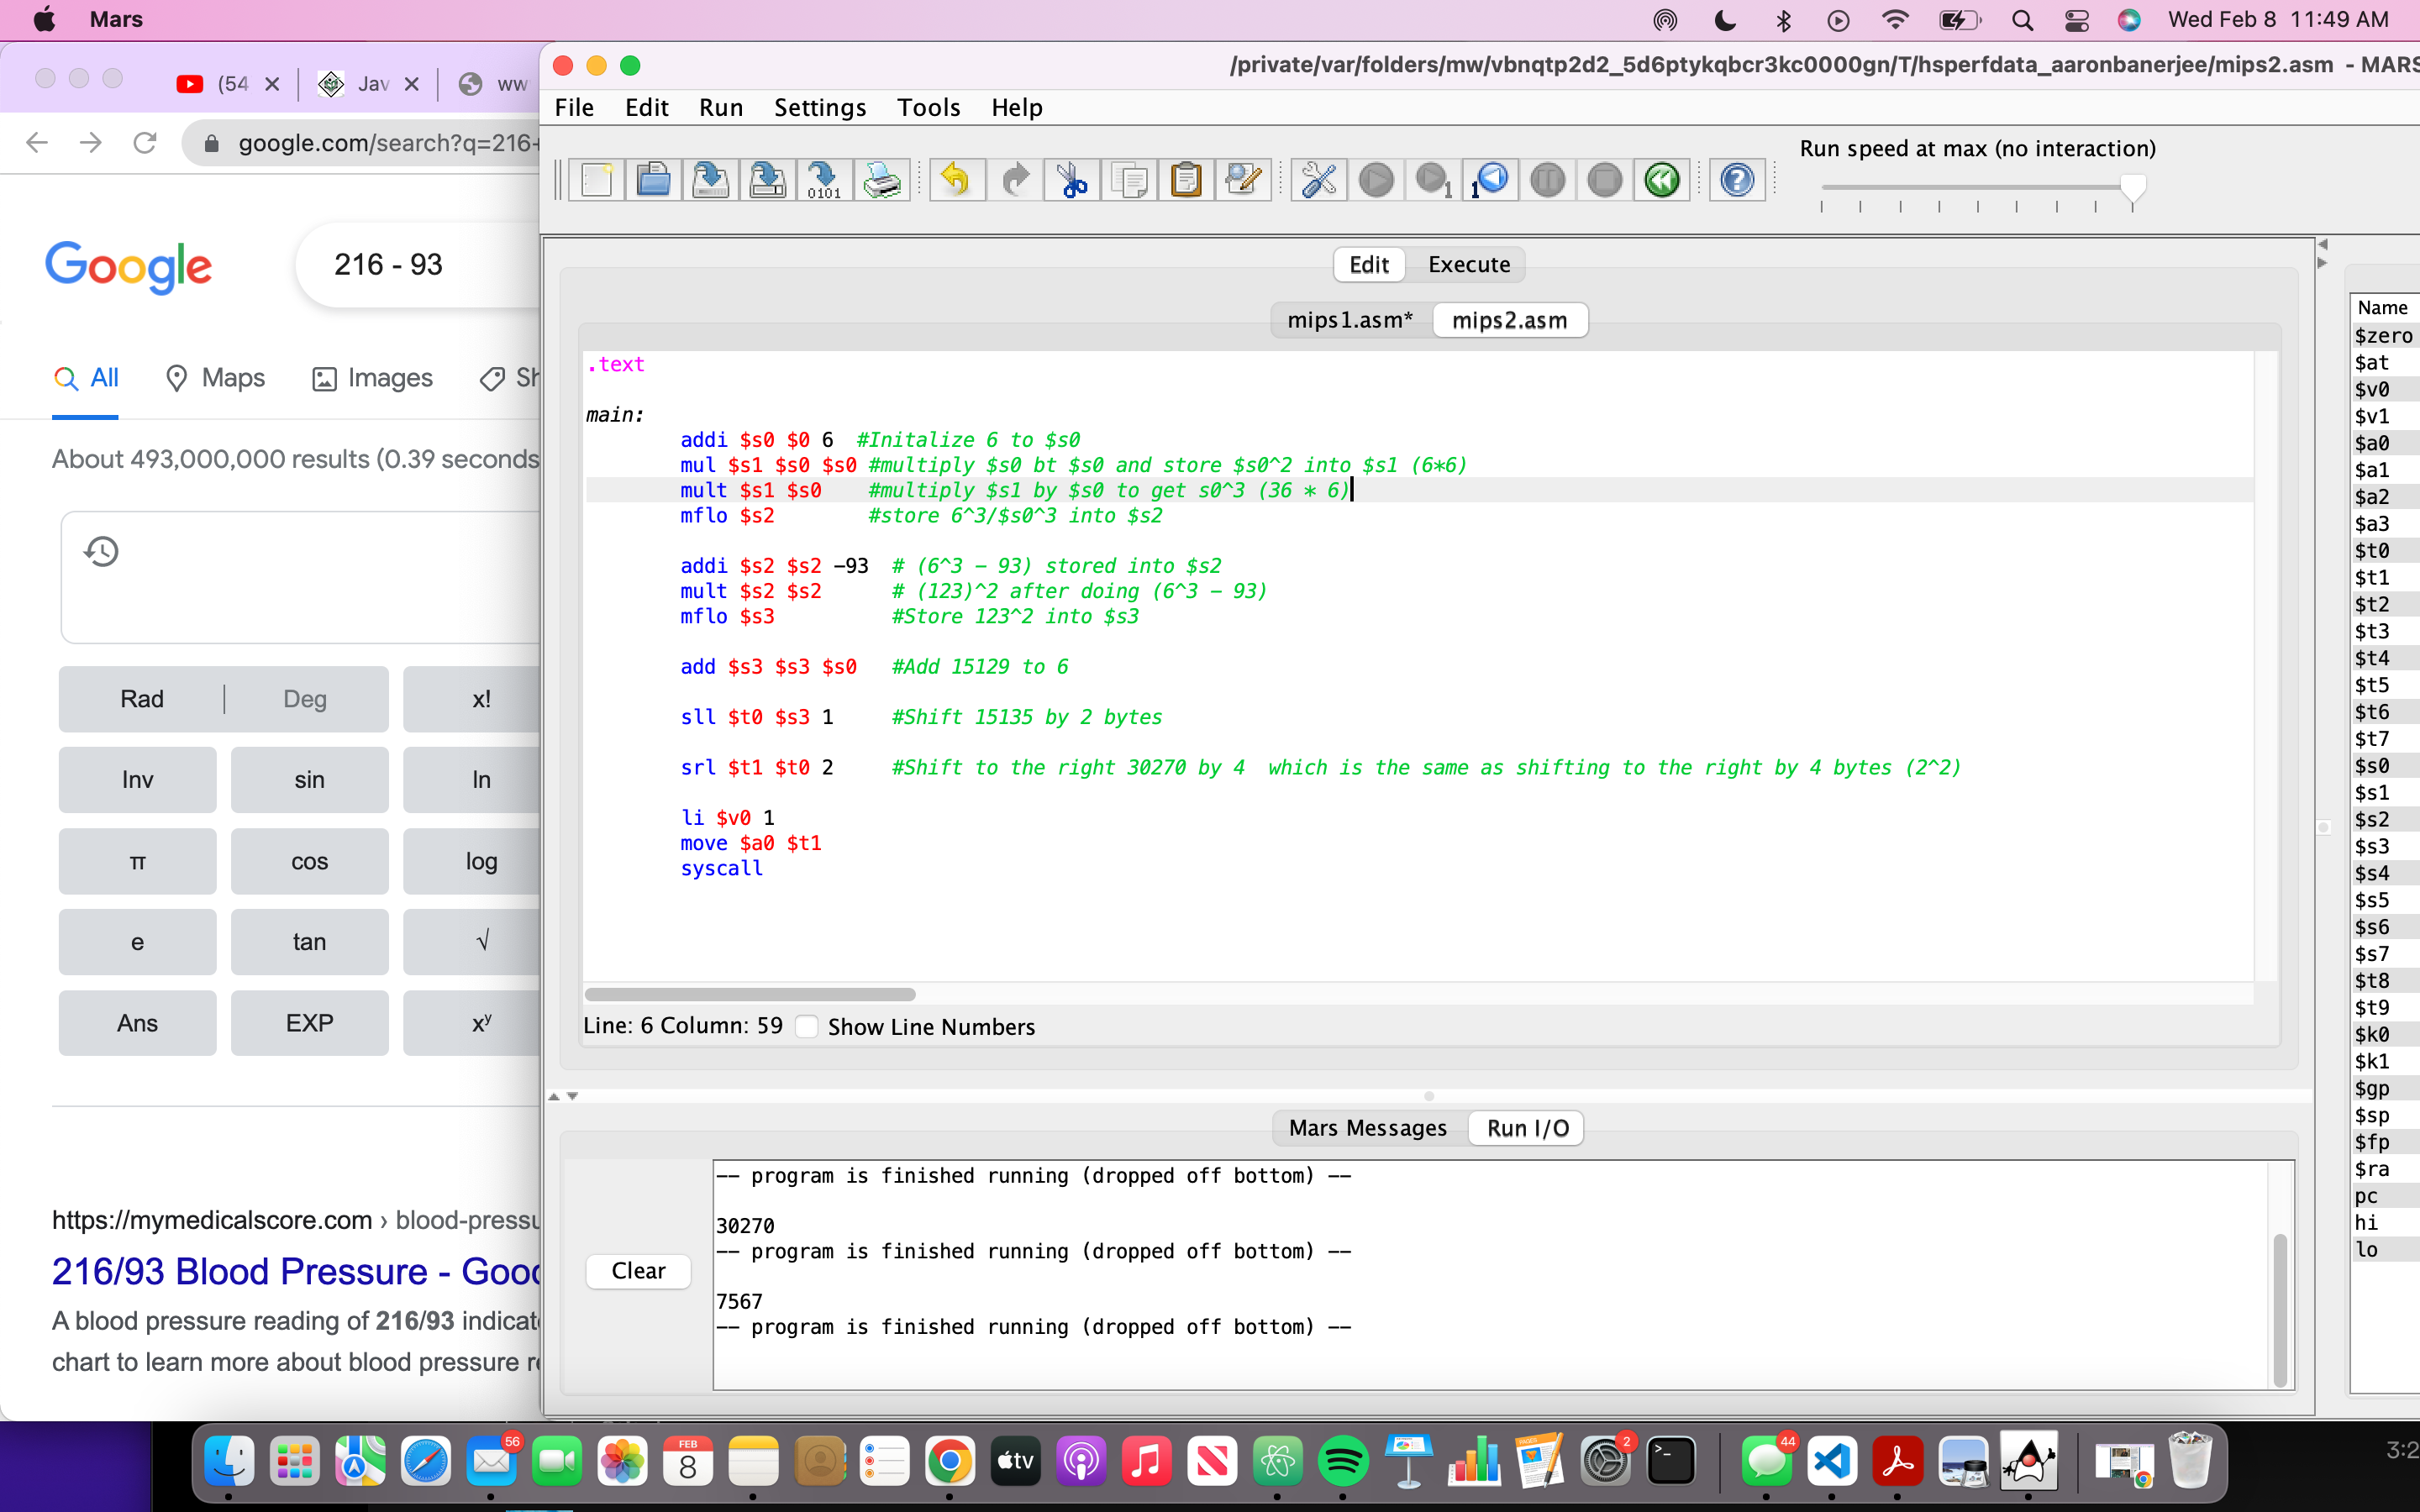 Mars
Wed Feb 8 11:49 AM
(54
Jav
ww
google.com/search?q=216+
Google
216 - 93
All
Maps
Images
Sh
About 493,000,000 results (0.39 seconds
Rad
Deg
x!
Inv
sin
ln
π
cos
log
e
tan
√
Ans
EXP
xʸ
https://mymedicalscore.com › blood-pressu
216/93 Blood Pressure - Good
A blood pressure reading of 216/93 indicat
chart to learn more about blood pressure r
/private/var/folders/mw/vbnqtp2d2_5d6ptykqbcr3kc0000gn/T/hsperfdata_aaronbanerjee/mips2.asm - MARS
File Edit Run Settings Tools Help
0101
1
1
Run speed at max (no interaction)
Edit Execute
mips1.asm* mips2.asm
.text
main:
addi $s0 $0 6 #Initalize 6 to $s0
mul $s1 $s0 $s0 #multiply $s0 bt $s0 and store $s0^2 into $s1 (6*6)
mult $s1 $s0 #multiply $s1 by $s0 to get s0^3 (36 * 6)
mflo $s2 #store 6^3/$s0^3 into $s2
addi $s2 $s2 -93 # (6^3 - 93) stored into $s2
mult $s2 $s2 # (123)^2 after doing (6^3 - 93)
mflo $s3 #Store 123^2 into $s3
add $s3 $s3 $s0 #Add 15129 to 6
sll $t0 $s3 1 #Shift 15135 by 2 bytes
srl $t1 $t0 2 #Shift to the right 30270 by 4 which is the same as shifting to the right by 4 bytes (2^2)
li $v0 1
move $a0 $t1
syscall
Line: 6 Column: 59 Show Line Numbers
Mars Messages Run I/O
Clear
-- program is finished running (dropped off bottom) --
30270
-- program is finished running (dropped off bottom) --
7567
-- program is finished running (dropped off bottom) --
Name
$zero
$at
$v0
$v1
$a0
$a1
$a2
$a3
$t0
$t1
$t2
$t3
$t4
$t5
$t6
$t7
$s0
$s1
$s2
$s3
$s4
$s5
$s6
$s7
$t8
$t9
$k0
$k1
$gp
$sp
$fp
$ra
pc
hi
lo
56
FEB
8
tv
2
44
3:2